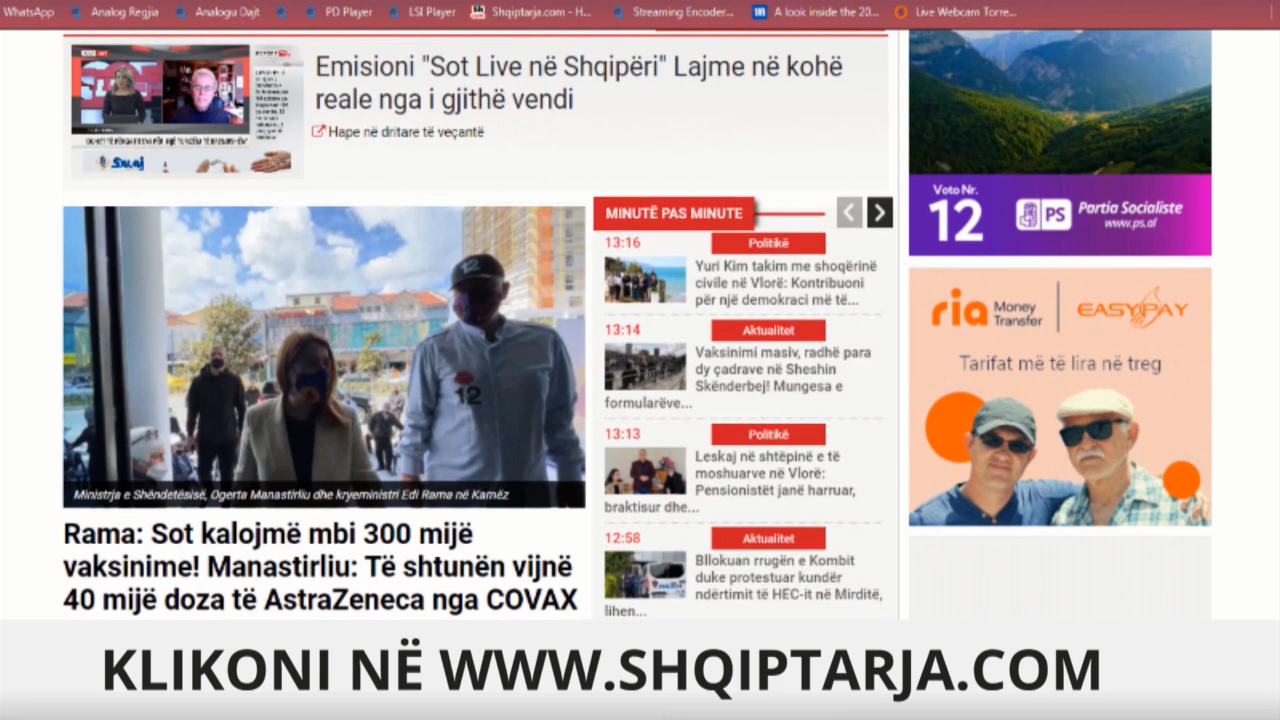 WhatsApp Analog Regjia Analogu Dajt PD Player LSI Player Shqiptarja.com - H... Streaming Encoder... A look inside the 20... Live Webcam Torre...
Emisioni "Sot Live në Shqipëri" Lajme në kohë
reale nga i gjithë vendi
Hape në dritare të veçantë
Ministrja e Shëndetësisë, Ogerta Manastirliu dhe kryeministri Edi Rama në Kamëz
Rama: Sot kalojmë mbi 300 mijë
vaksinime! Manastirliu: Të shtunën vijnë
40 mijë doza të AstraZeneca nga COVAX
12
12
MINUTË PAS MINUTE
13:16 Politikë
Yuri Kim takim me shoqërinë
civile në Vlorë: Kontribuoni
për një demokraci më të...
13:14 Aktualitet
Vaksinimi masiv, radhë para
dy çadrave në Sheshin
Skënderbej! Mungesa e
formularëve...
13:13 Politikë
Leskaj në shtëpinë e të
moshuarve në Vlorë:
Pensionistët janë harruar,
braktisur dhe...
12:58 Aktualitet
Bllokuan rrugën e Kombit
duke protestuar kundër
ndërtimit të HEC-it në Mirditë,
lihen...
Voto Nr.
12
PS
Partia Socialiste
www.ps.al
ria Money
Transfer
EASYPAY
Tarifat më të lira në treg
KLIKONI NË WWW.SHQIPTARJA.COM